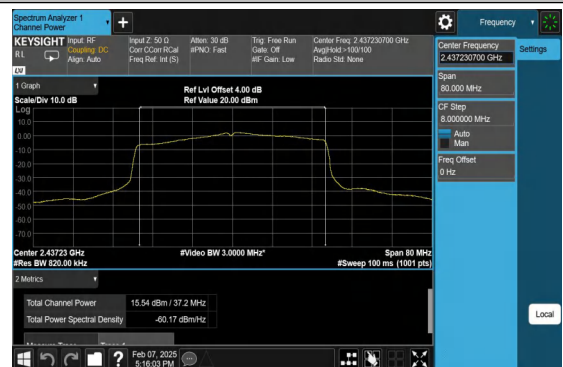 Spectrum Analyzer 1
Channel Power
+
Frequency
KEYSIGHT Input: RF Input Z: 50 Ω Atten: 30 dB Trig: Free Run Center Freq: 2.437230700 GHz
RL Coupling: DC Corr CCorr RCal #PNO: Fast Gate: Off Avg|Hold:>100/100
Align: Auto Freq Ref: Int (S) #IF Gain: Low Radio Std: None
LXI
Center Frequency
2.437230700 GHz
Settings
Span
80.000 MHz
CF Step
8.000000 MHz
Auto
Man
Freq Offset
0 Hz
Local
1 Graph
Ref Lvl Offset 4.00 dB
Scale/Div 10.0 dB Ref Value 20.00 dBm
Log
10.0
0.00
-10.0
-20.0
-30.0
-40.0
-50.0
-60.0
-70.0
Center 2.43723 GHz #Video BW 3.0000 MHz* Span 80 MHz
#Res BW 820.00 kHz #Sweep 100 ms (1001 pts)
2 Metrics
Total Channel Power 15.54 dBm / 37.2 MHz
Total Power Spectral Density -60.17 dBm/Hz
? Feb 07, 2025
5:16:03 PM